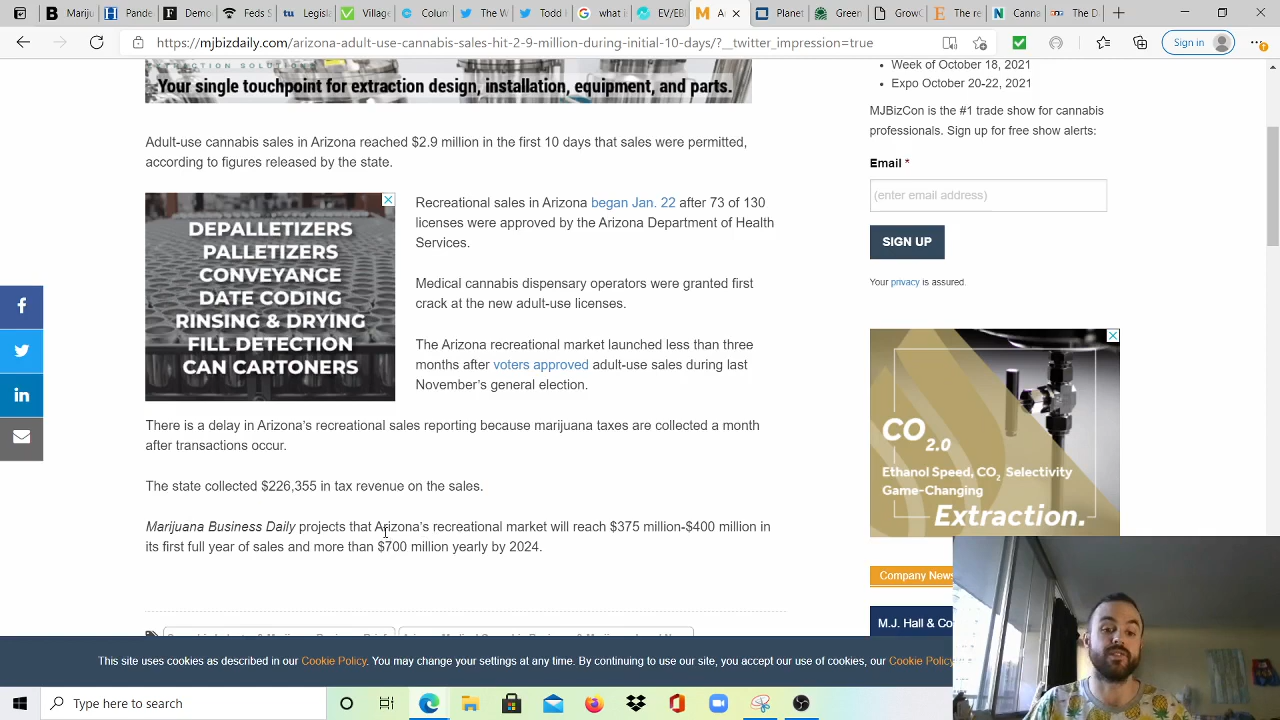 https://mjbizdaily.com/arizona-adult-use-cannabis-sales-hit-2-9-million-during-initial-10-days/?__twitter_impression=true
Sign in
Your single touchpoint for extraction design, installation, equipment, and parts.
Adult-use cannabis sales in Arizona reached $2.9 million in the first 10 days that sales were permitted,
according to figures released by the state.
DEPALLETIZERS
PALLETIZERS
CONVEYANCE
DATE CODING
RINSING & DRYING
FILL DETECTION
CAN CARTONERS
Recreational sales in Arizona began Jan. 22 after 73 of 130
licenses were approved by the Arizona Department of Health
Services.
Medical cannabis dispensary operators were granted first
crack at the new adult-use licenses.
The Arizona recreational market launched less than three
months after voters approved adult-use sales during last
November's general election.
There is a delay in Arizona's recreational sales reporting because marijuana taxes are collected a month
after transactions occur.
The state collected $226,355 in tax revenue on the sales.
Marijuana Business Daily projects that Arizona's recreational market will reach $375 million-$400 million in
its first full year of sales and more than $700 million yearly by 2024.
Week of October 18, 2021
Expo October 20-22, 2021
MJBizCon is the #1 trade show for cannabis
professionals. Sign up for free show alerts:
Email *
(enter email address)
SIGN UP
Your privacy is assured.
CO2.0
Ethanol Speed, CO2 Selectivity
Game-Changing
Extraction.
Company News
M.J. Hall & Co
This site uses cookies as described in our Cookie Policy. You may change your settings at any time. By continuing to use our site, you accept our use of cookies, our Cookie Policy
Type here to search